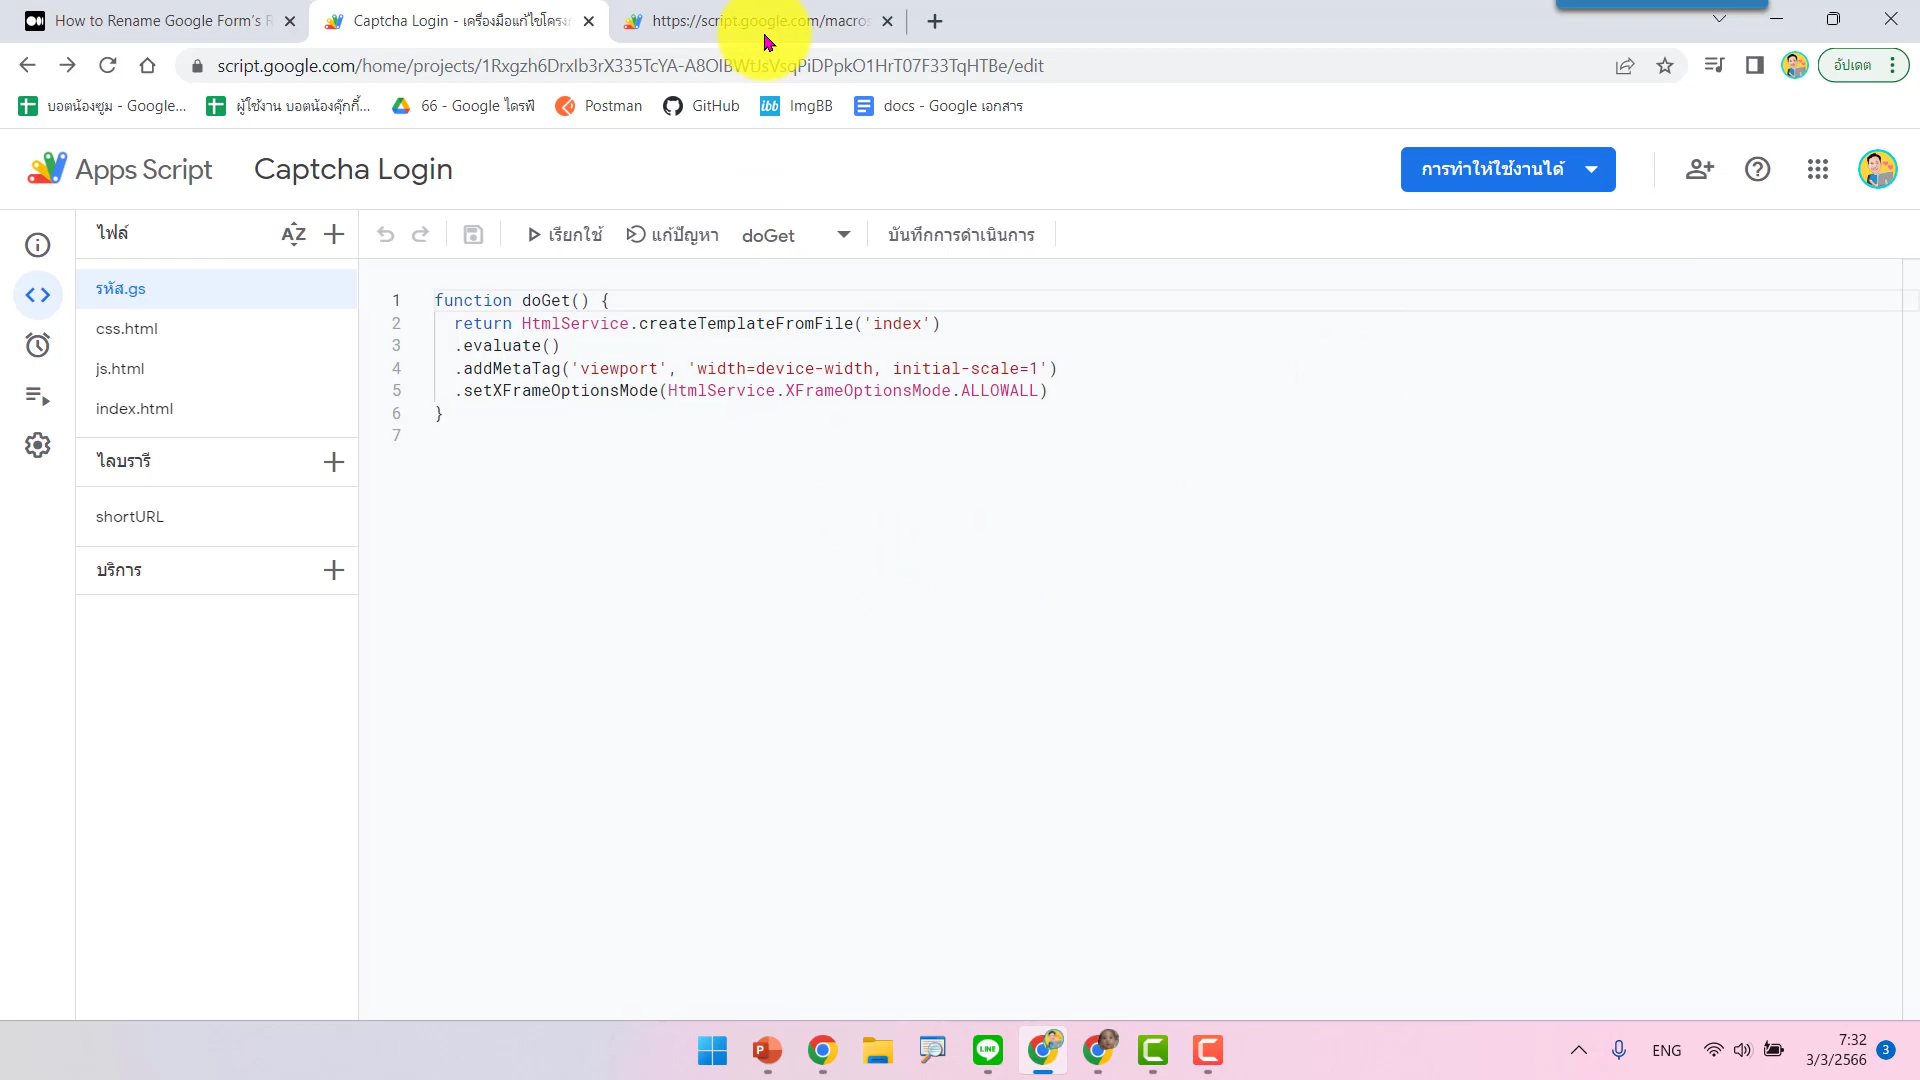 How to Rename Google Form's R
Captcha Login - เครื่องมือแก้ไขโครงก
https://script.google.com/macros
script.google.com/home/projects/1Rxgzh6DrxIb3rX335TcYA-A8OlBWtJsVsqPiDPpkO1HrT07F33TqHTBe/edit
อัปเดต
บอตน้องซูม - Google...
ผู้ใช้งาน บอตน้องคุ๊กกี้...
66 - Google ไดรฟ์
Postman
GitHub
ibb ImgBB
docs - Google เอกสาร
Apps Script
Captcha Login
การทำให้ใช้งานได้
ไฟล์
AZ
เรียกใช้
แก้ปัญหา
doGet
บันทึกการดำเนินการ
รหัส.gs
css.html
js.html
index.html
ไลบรารี
shortURL
บริการ
1 function doGet() {
2 return HtmlService.createTemplateFromFile('index')
3 .evaluate()
4 .addMetaTag('viewport', 'width=device-width, initial-scale=1')
5 .setXFrameOptionsMode(HtmlService.XFrameOptionsMode.ALLOWALL)
6 }
7
ENG
7:32
3/3/2566
3